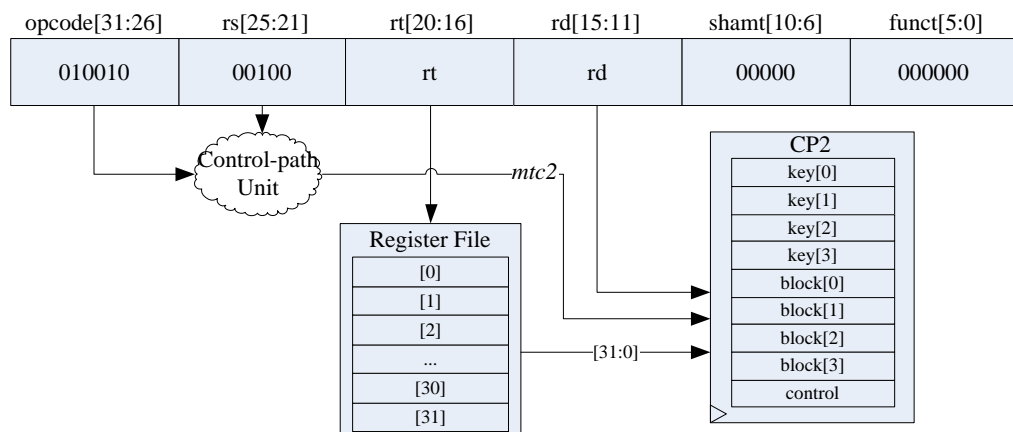 opcode[31:26] rs[25:21] rt[20:16] rd[15:11] shamt[10:6] funct[5:0]
010010 00100 rt rd 00000 000000
Control-path
Unit
mtc2
Register File
[0]
[1]
[2]
...
[30]
[31]
[31:0]
CP2
key[0]
key[1]
key[2]
key[3]
block[0]
block[1]
block[2]
block[3]
control